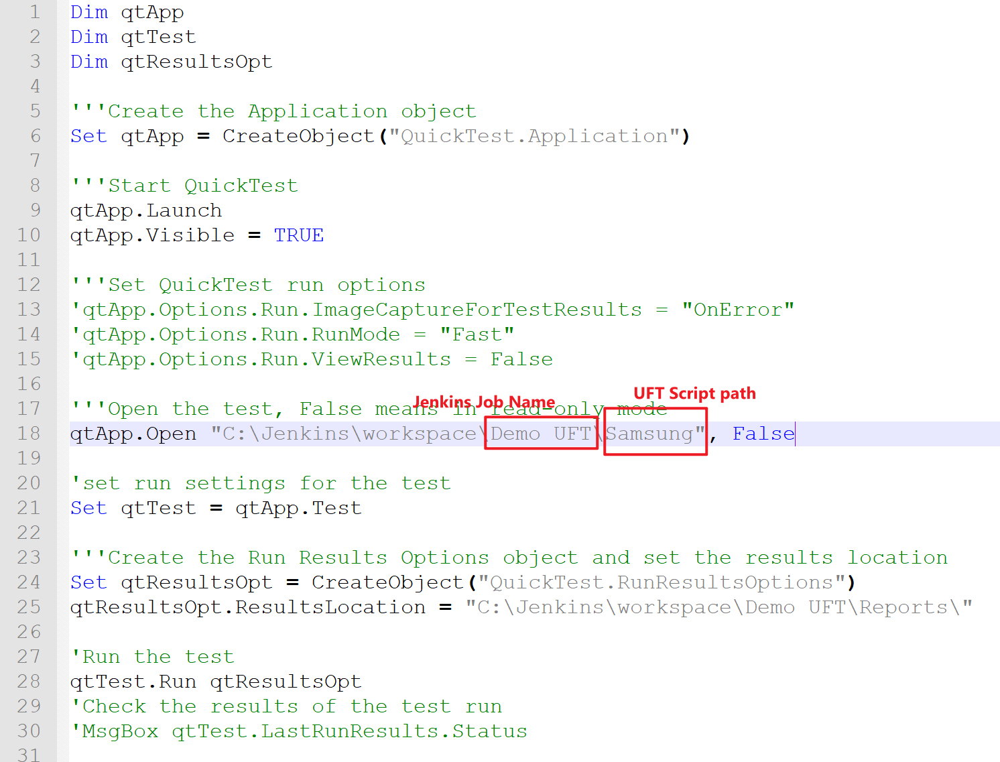 1 Dim qtApp
2 Dim qtTest
3 Dim qtResultsOpt
4
5 '''Create the Application object
6 Set qtApp = CreateObject("QuickTest.Application")
7
8 '''Start QuickTest
9 qtApp.Launch
10 qtApp.Visible = TRUE
11
12 '''Set QuickTest run options
13 'qtApp.Options.Run.ImageCaptureForTestResults = "OnError"
14 'qtApp.Options.Run.RunMode = "Fast"
15 'qtApp.Options.Run.ViewResults = False
16
Jenkins Job Name
UFT Script path
17 '''Open the test, False means in read-only mode
18 qtApp.Open "C:\Jenkins\workspace\Demo UFT\Samsung", False
19
20 'set run settings for the test
21 Set qtTest = qtApp.Test
22
23 '''Create the Run Results Options object and set the results location
24 Set qtResultsOpt = CreateObject("QuickTest.RunResultsOptions")
25 qtResultsOpt.ResultsLocation = "C:\Jenkins\workspace\Demo UFT\Reports\"
26
27 'Run the test
28 qtTest.Run qtResultsOpt
29 'Check the results of the test run
30 'MsgBox qtTest.LastRunResults.Status
31